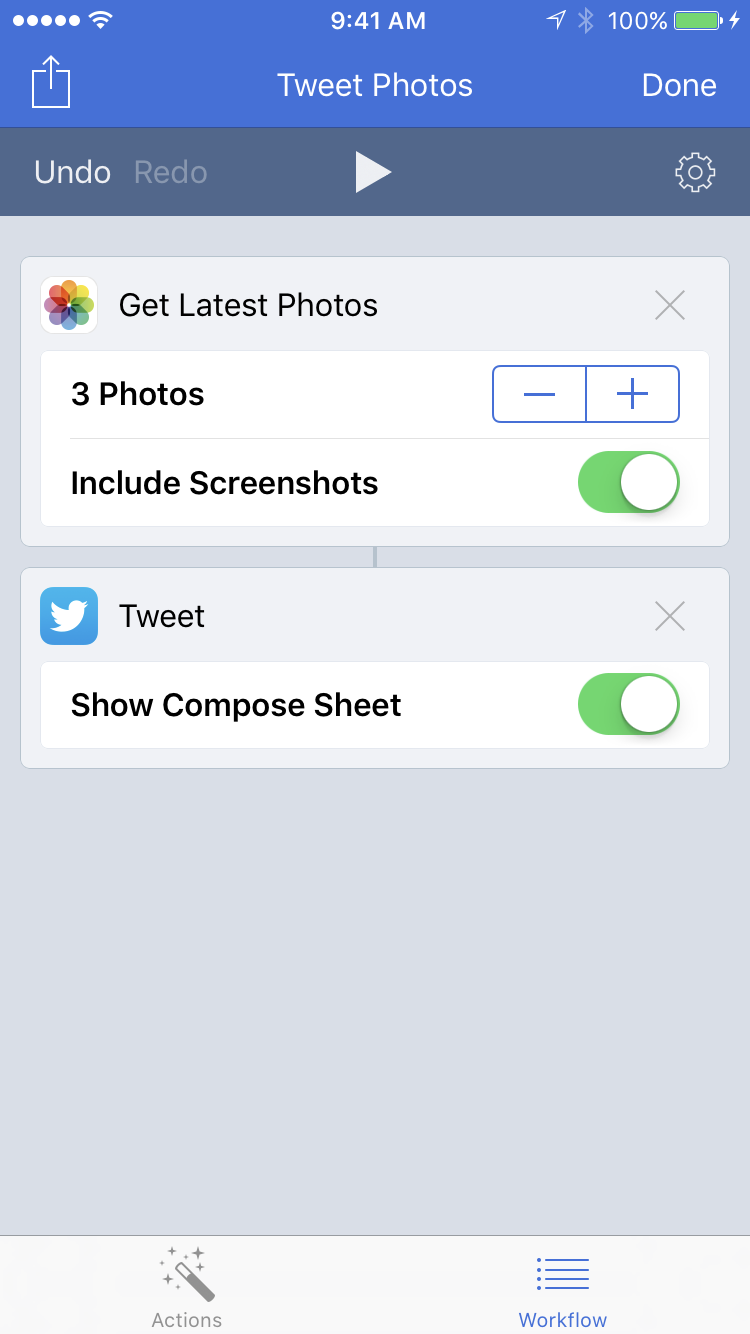 9:41 AM
100%
Tweet Photos
Done
Undo
Redo
Get Latest Photos
3 Photos
Include Screenshots
Tweet
Show Compose Sheet
Actions
Workflow